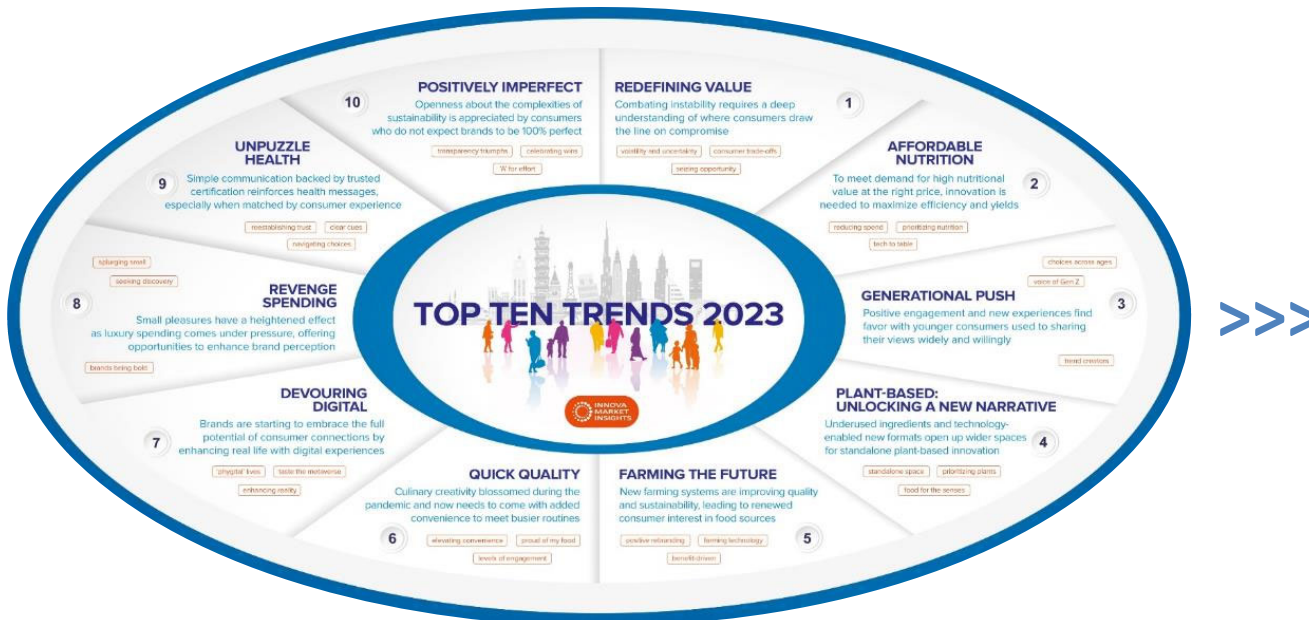 TOP TEN TRENDS 2023
INNOVA
MARKET
INSIGHTS
1
REDEFINING VALUE
Combating instability requires a deep
understanding of where consumers draw
the line on compromise
volatility and uncertainty
consumer trade-offs
seizing opportunity
2
AFFORDABLE
NUTRITION
To meet demand for high nutritional
value at the right price, innovation is
needed to maximize efficiency and yields
reducing spend
prioritizing nutrition
tech to table
choices across ages
voice of Gen Z
3
GENERATIONAL PUSH
Positive engagement and new experiences find
favor with younger consumers used to sharing
their views widely and willingly
trend creators
4
PLANT-BASED:
UNLOCKING A NEW NARRATIVE
Underused ingredients and technology-
enabled new formats open up wider spaces
for standalone plant-based innovation
standalone space
prioritizing plants
food for the senses
5
FARMING THE FUTURE
New farming systems are improving quality
and sustainability, leading to renewed
consumer interest in food sources
positive rebounding
farming technology
benefit-driven
6
QUICK QUALITY
Culinary creativity blossomed during the
pandemic and now needs to come with added
convenience to meet busier routines
elevating convenience
proud of my food
levels of engagement
7
DEVOURING
DIGITAL
Brands are starting to embrace the full
potential of consumer connections by
enhancing real life with digital experiences
'phygital' lives
taste the metaverse
enhancing reality
splurging small
seeking discovery
8
REVENGE
SPENDING
Small pleasures have a heightened effect
as luxury spending comes under pressure, offering
opportunities to enhance brand perception
brands being bold
9
UNPUZZLE
HEALTH
Simple communication backed by trusted
certification reinforces health messages,
especially when matched by consumer experience
reestablishing trust
clear cues
navigating choices
10
POSITIVELY IMPERFECT
Openness about the complexities of
sustainability is appreciated by consumers
who do not expect brands to be 100% perfect
transparency triumphs
celebrating wins
'A' for effort
>>>